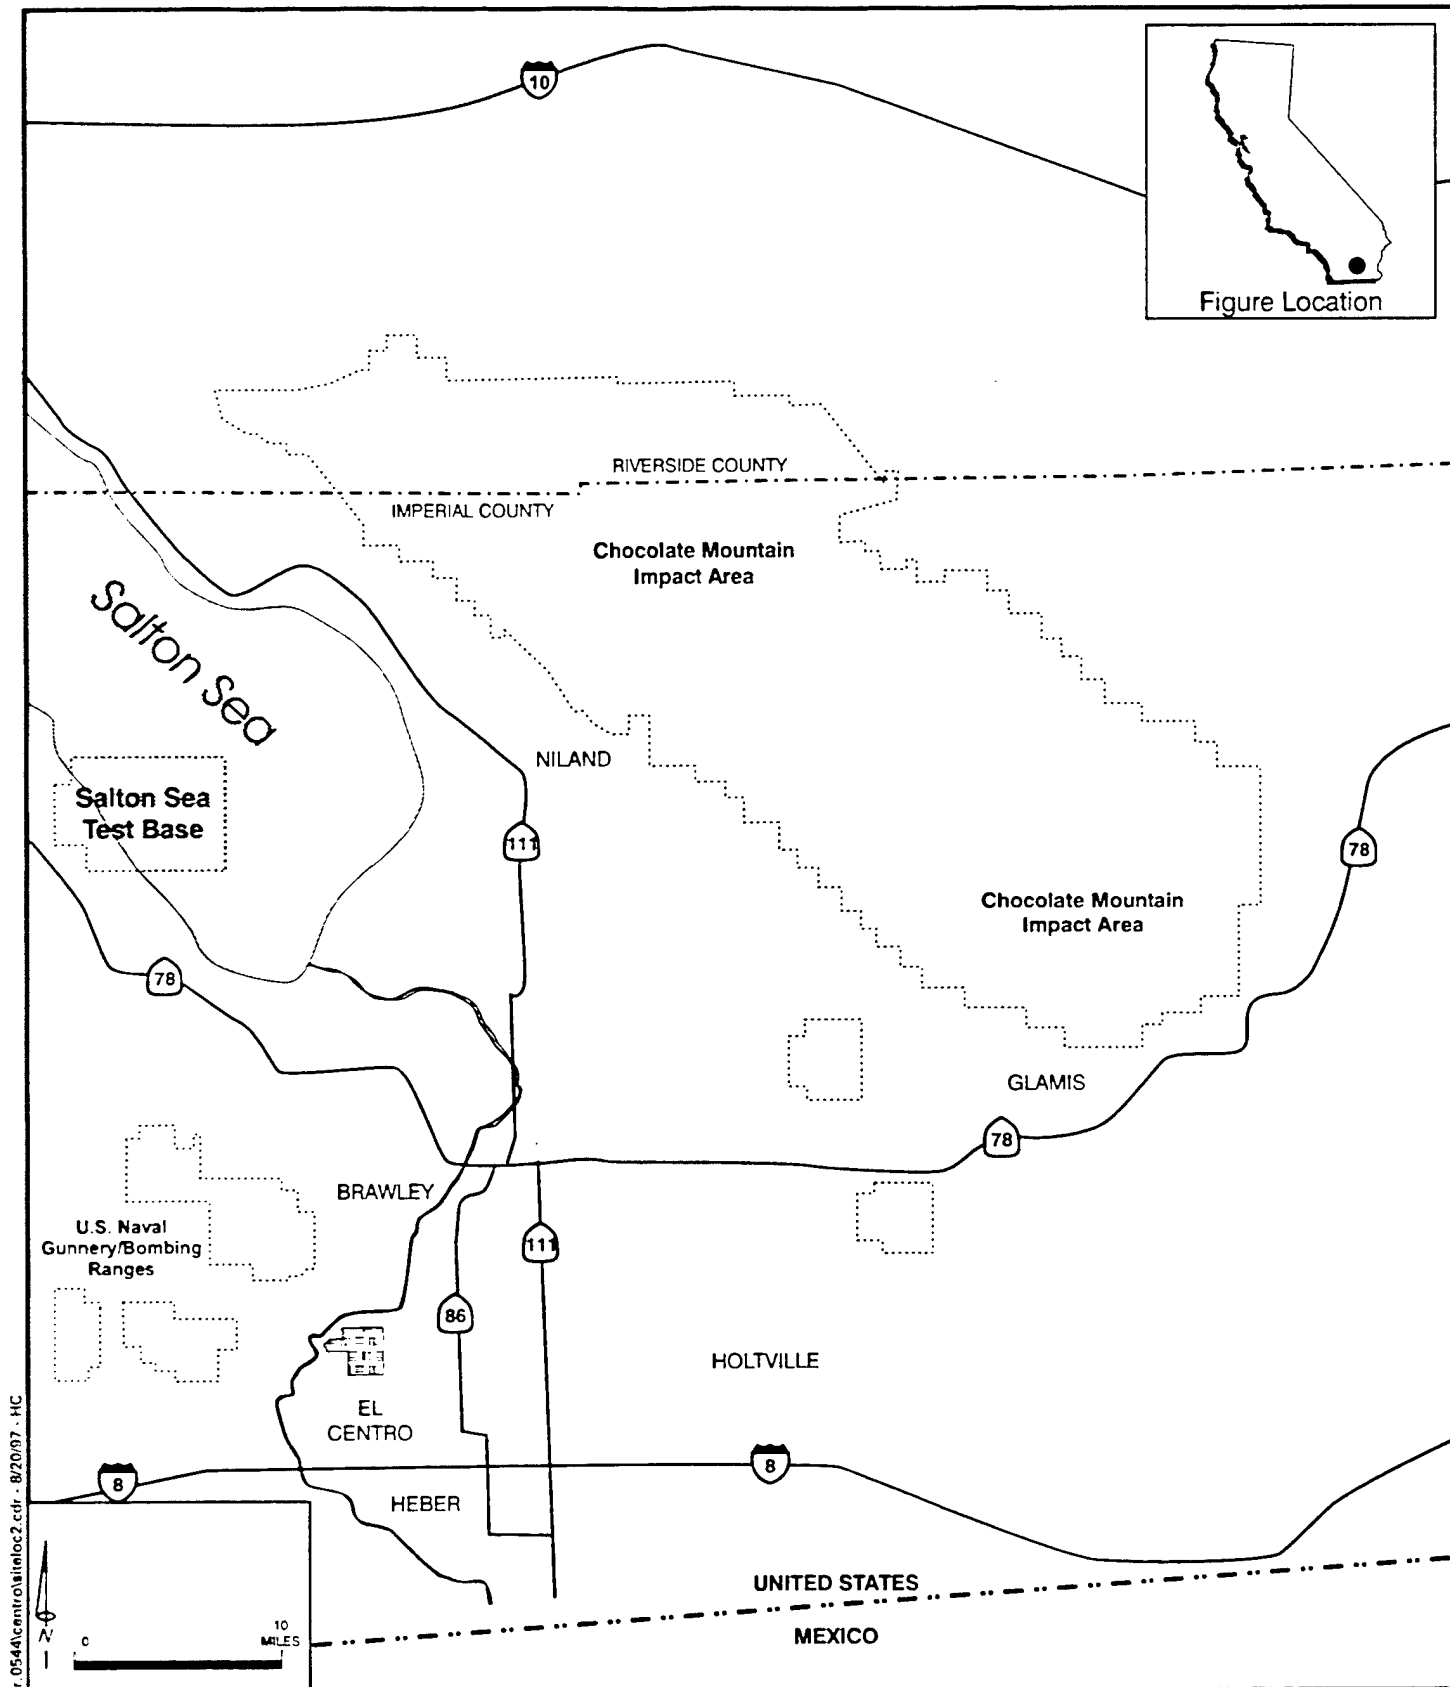 10
Figure Location
RIVERSIDE COUNTY
IMPERIAL COUNTY
Chocolate Mountain
Impact Area
Salton Sea
NILAND
Salton Sea
Test Base
111
78
Chocolate Mountain
Impact Area
78
GLAMIS
78
BRAWLEY
U.S. Naval
Gunnery/Bombing
Ranges
111
86
HOLTVILLE
EL
CENTRO
8
8
HEBER
UNITED STATES
MEXICO
N
0
10
MILES
r.0544\centro\siteloc2.cdr - 8/20/97 - HC